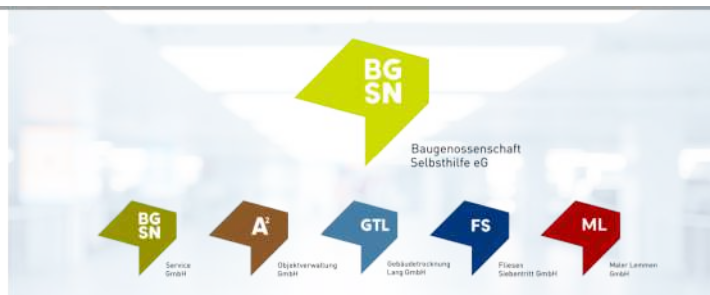 BG
SN
Baugenossenschaft
Selbsthilfe eG
BG
SN
Service
GmbH
A²
Objektverwaltung
GmbH
GTL
Gebäudetrocknung
Lang GmbH
FS
Fliesen
Siebentritt GmbH
ML
Maler Lemmen
GmbH